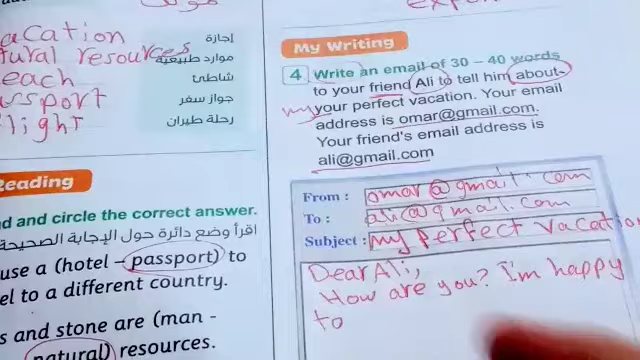 acation إجازة
tural resources موارد طبيعية
each شاطئ
ssport جواز سفر
light رحلة طيران
Reading
d and circle the correct answer.
اقرأ وضع دائرة حول الإجابة الصحيحة
use a (hotel - passport) to
el to a different country.
s and stone are (man -
natural) resources.
My Writing
4 Write an email of 30 – 40 words
to your friend Ali to tell him about
my your perfect vacation. Your email
address is omar@gmail.com.
Your friend's email address is
ali@gmail.com
From : omar@gmail.com
To : ali@gmail.com
Subject : my perfect vacation
Dear Ali,
How are you? I'm happy
to